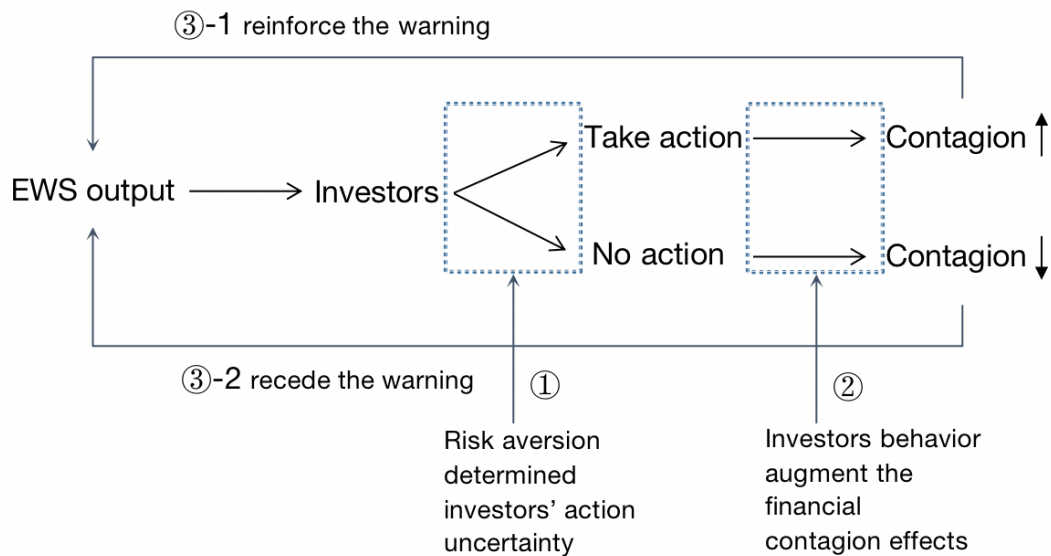 ③-1 reinforce the warning
Take action
Contagion
EWS output
Investors
No action
Contagion
③-2 recede the warning
①
②
Risk aversion
determined
investors’ action
uncertainty
Investors behavior
augment the
financial
contagion effects